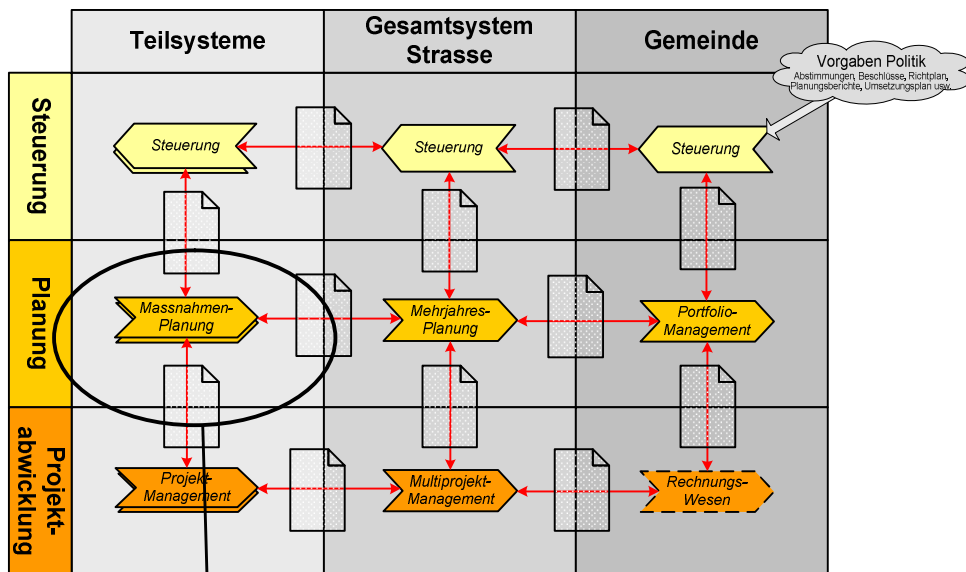 Teilsysteme
Gesamtsystem
Strasse
Gemeinde
Vorgaben Politik
Abstimmungen, Beschlüsse, Richtplan,
Planungsberichte, Umsetzungsplan usw.
Steuerung
Steuerung
Steuerung
Steuerung
Planung
Massnahmen-
Planung
Mehrjahres-
Planung
Portfolio-
Management
Projekt-
abwicklung
Projekt-
Management
Multiprojekt-
Management
Rechnungs-
Wesen